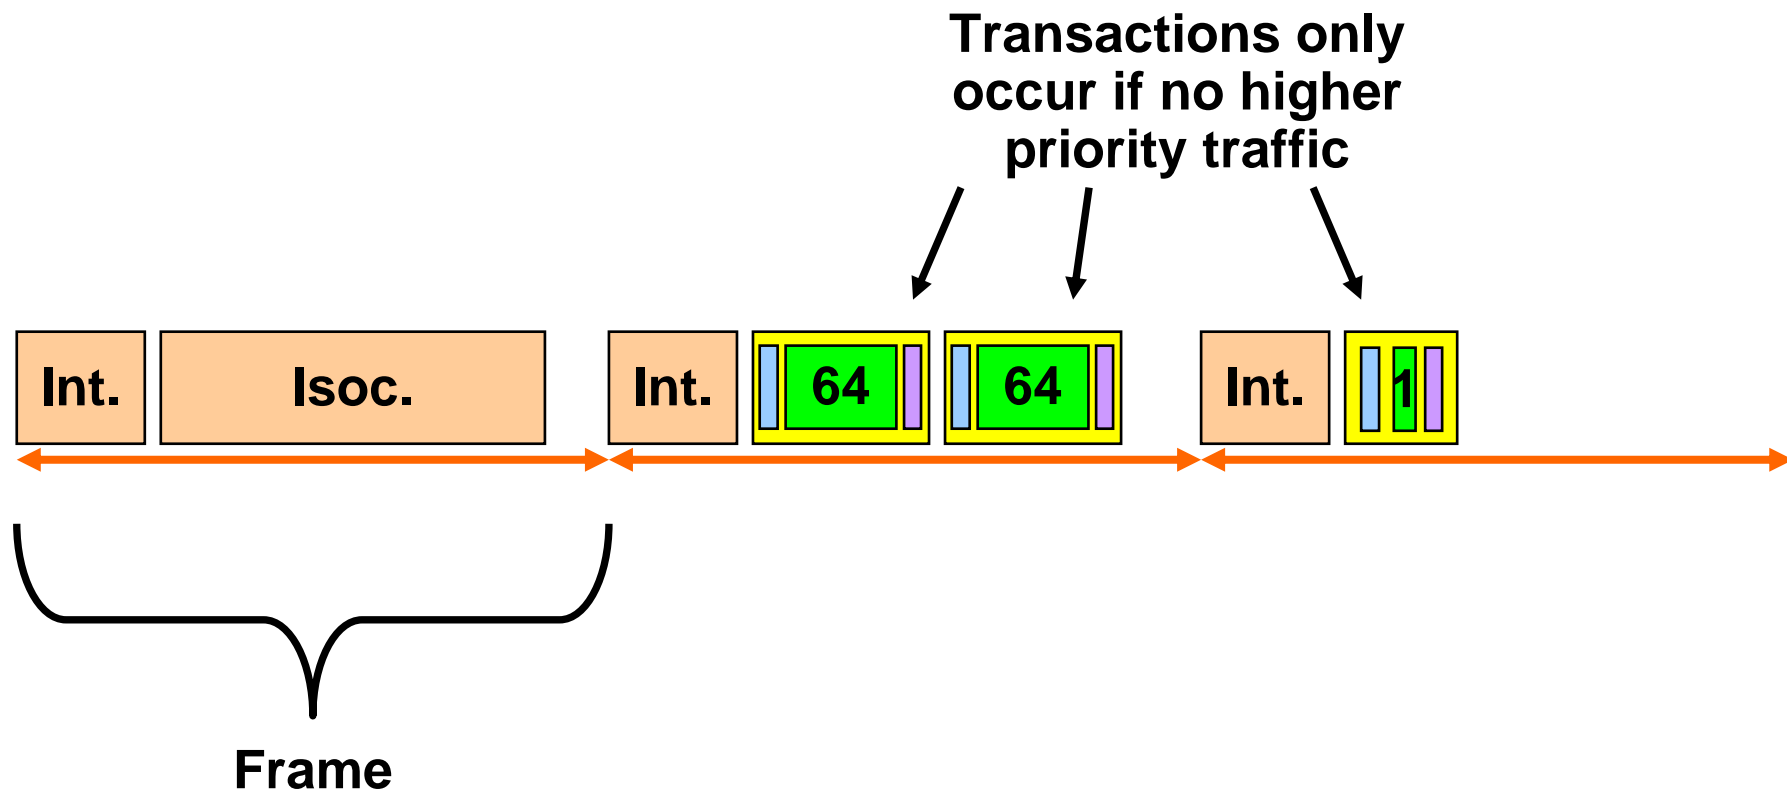 Transactions only
occur if no higher
priority traffic
Int. Isoc. Int. 64 64 Int. 1
Frame